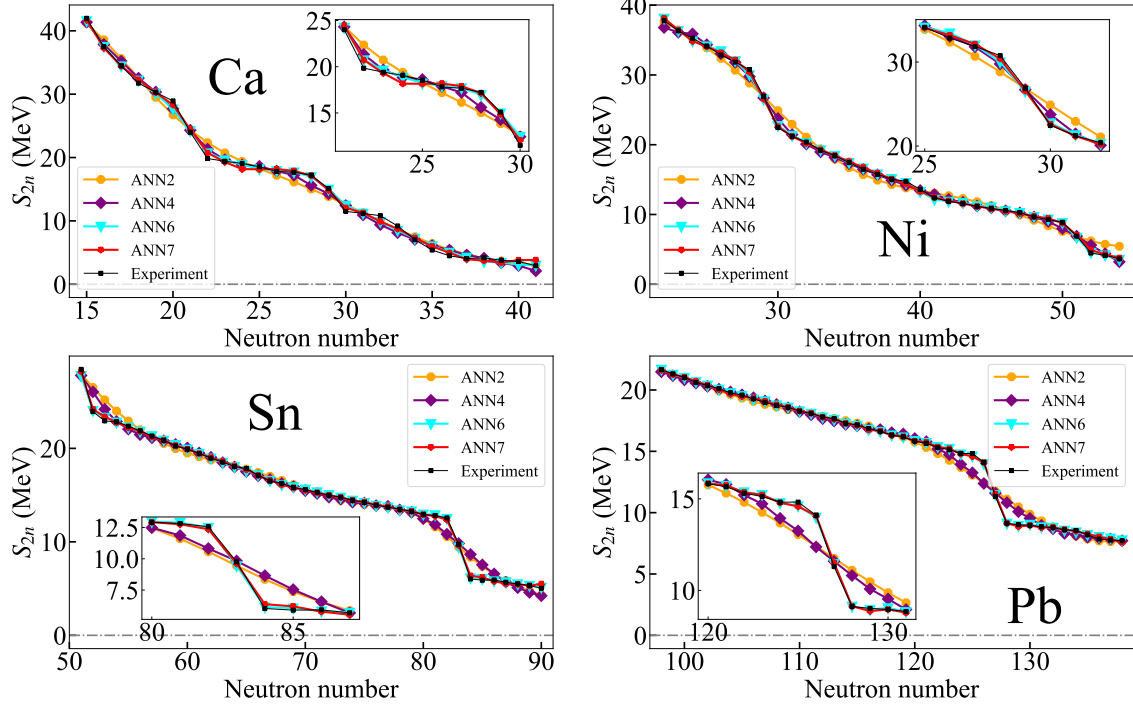 Ca
S2n (MeV)
40
30
20
10
0
25
20
15
25
30
ANN2
ANN4
ANN6
ANN7
Experiment
15
20
25
30
35
40
Neutron number
Ni
S2n (MeV)
40
30
20
10
0
30
20
25
30
ANN2
ANN4
ANN6
ANN7
Experiment
30
40
50
Neutron number
Sn
S2n (MeV)
20
10
0
ANN2
ANN4
ANN6
ANN7
Experiment
12.5
10.0
7.5
80
85
50
60
70
80
90
Neutron number
Pb
S2n (MeV)
20
15
10
5
0
ANN2
ANN4
ANN6
ANN7
Experiment
15
10
120
130
100
110
120
130
Neutron number